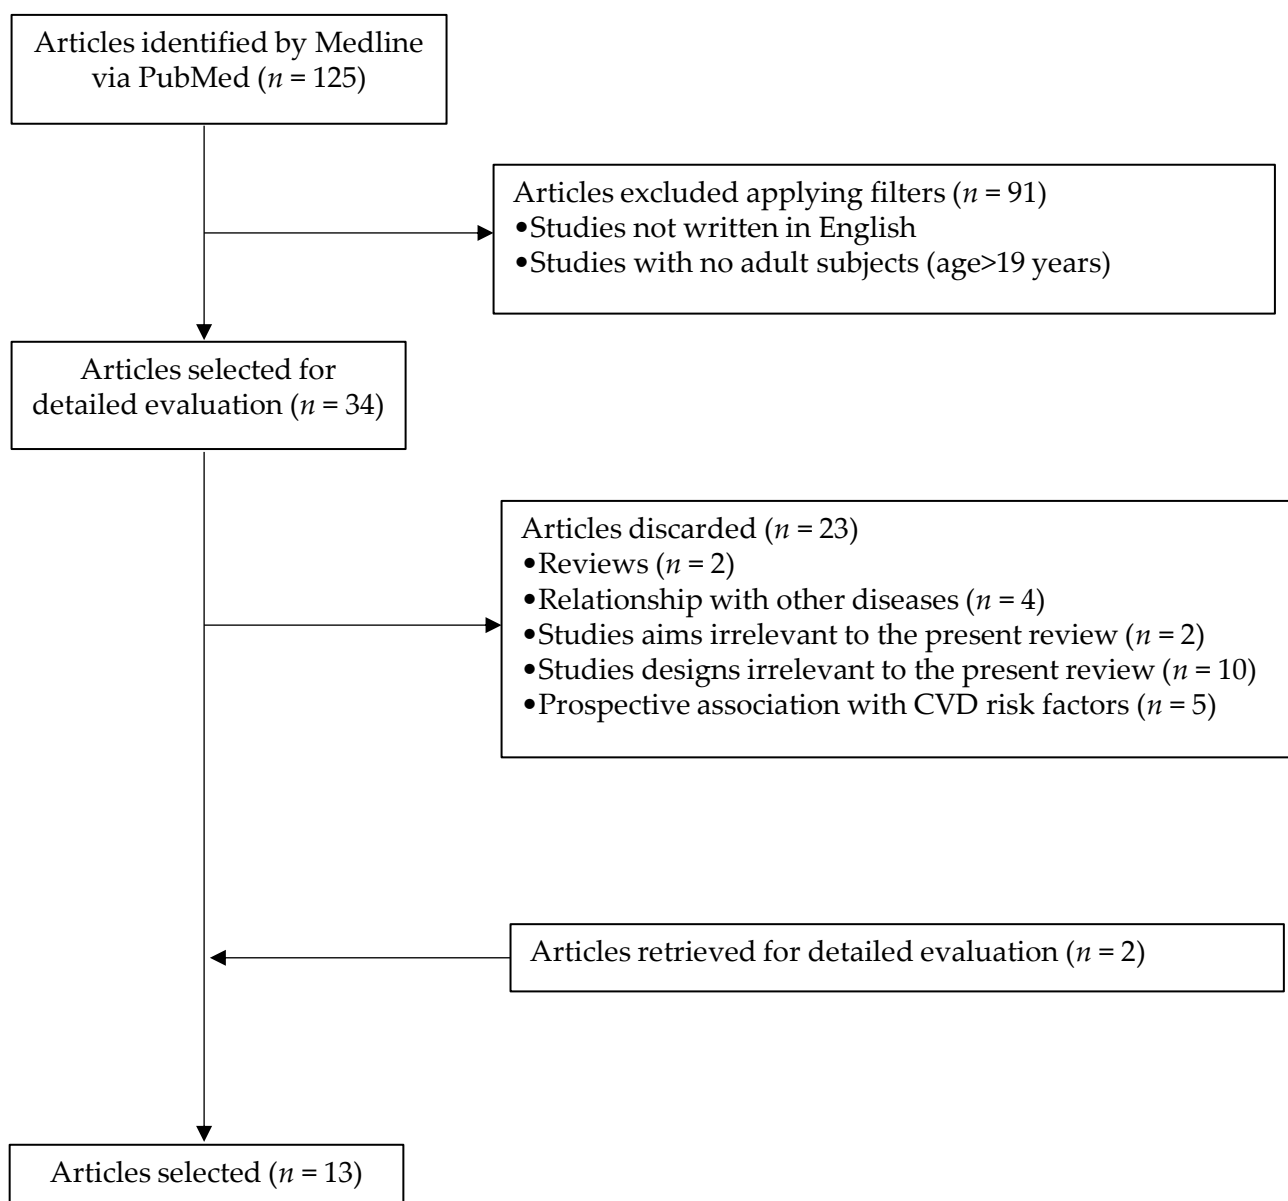 Articles identified by Medline
via PubMed (n = 125)
Articles excluded applying filters (n = 91)
•Studies not written in English
•Studies with no adult subjects (age>19 years)
Articles selected for
detailed evaluation (n = 34)
Articles discarded (n = 23)
•Reviews (n = 2)
•Relationship with other diseases (n = 4)
•Studies aims irrelevant to the present review (n = 2)
•Studies designs irrelevant to the present review (n = 10)
•Prospective association with CVD risk factors (n = 5)
Articles retrieved for detailed evaluation (n = 2)
Articles selected (n = 13)